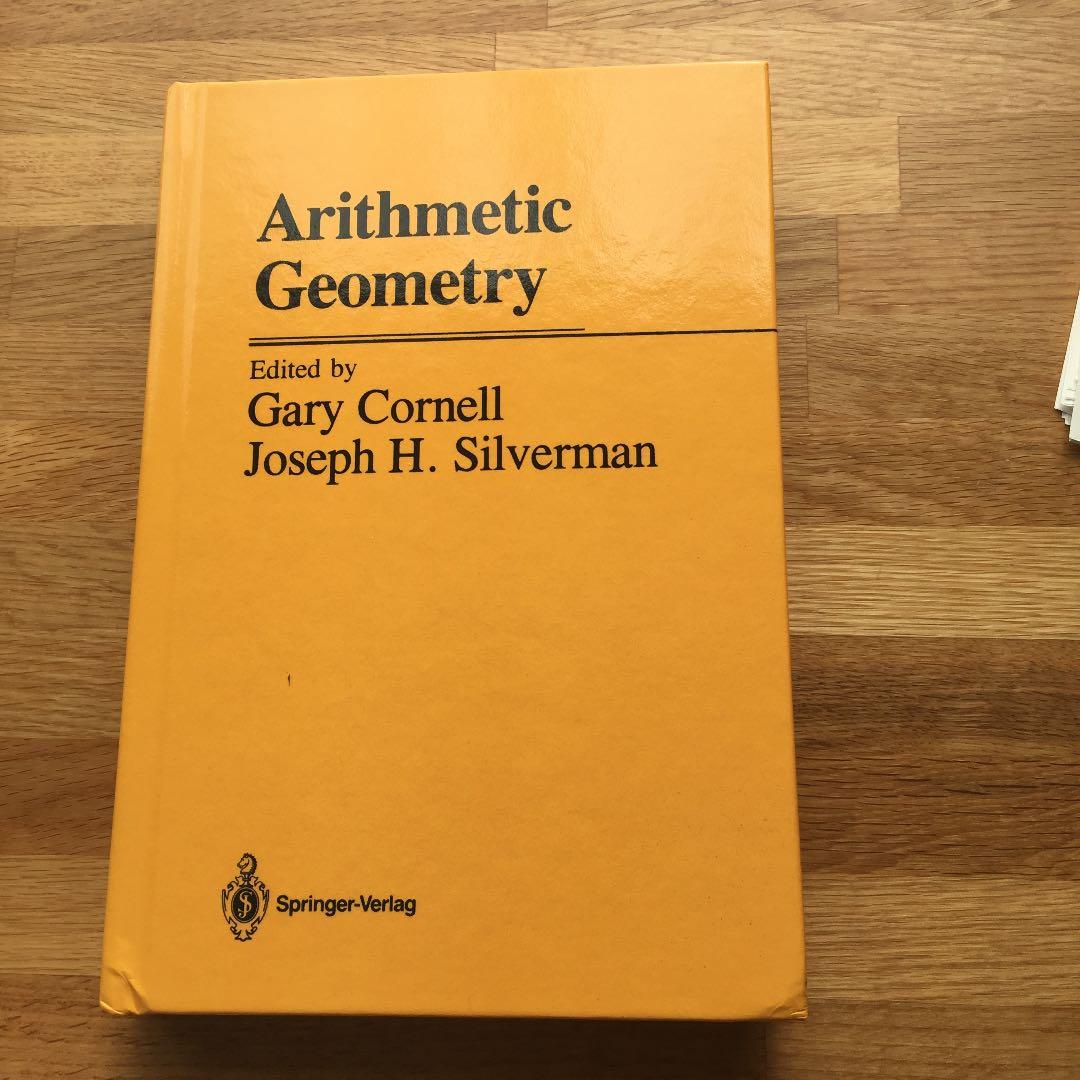 Arithmetic
Geometry
Edited by
Gary Cornell
Joseph H. Silverman
Springer-Verlag